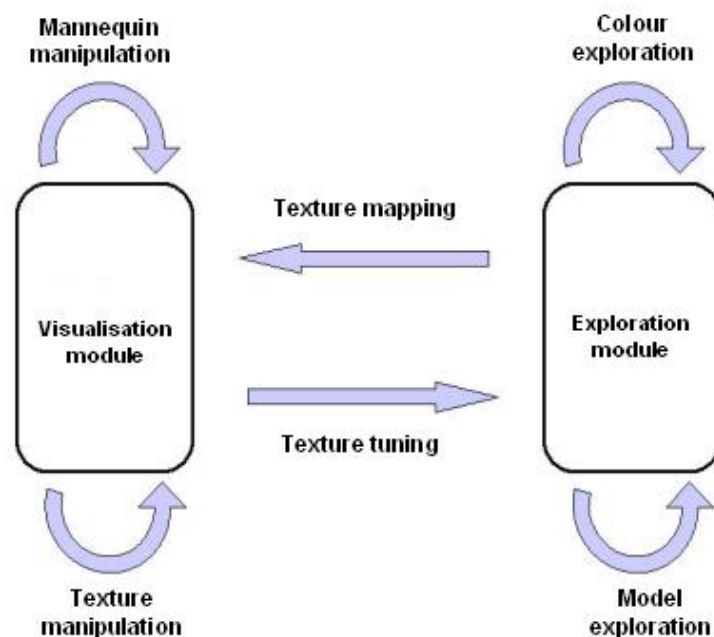 Mannequin
manipulation
Colour
exploration
Texture mapping
Visualisation
module
Exploration
module
Texture tuning
Texture
manipulation
Model
exploration